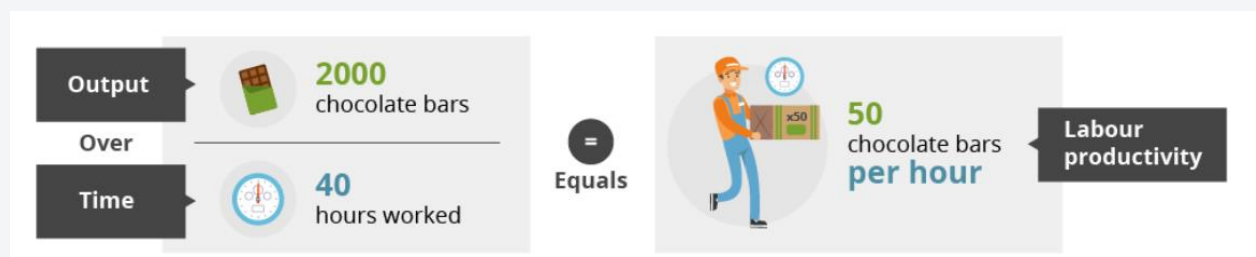 Output
2000
chocolate bars
Over
Time
40
hours worked
=
Equals
x50
50
chocolate bars
per hour
Labour
productivity